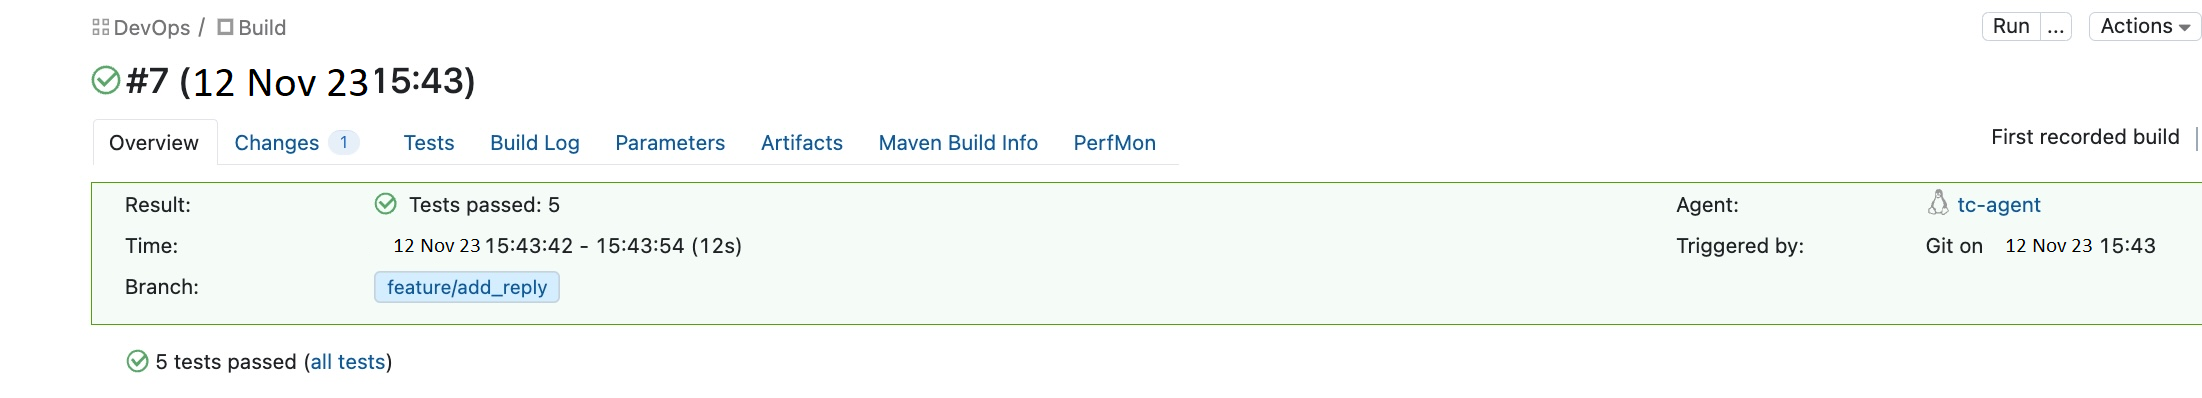 DevOps / Build
Run ... Actions
#7 (12 Nov 23 15:43)
Overview Changes 1 Tests Build Log Parameters Artifacts Maven Build Info PerfMon
First recorded build
Result: Tests passed: 5
Agent: tc-agent
Time: 12 Nov 23 15:43:42 - 15:43:54 (12s)
Triggered by: Git on 12 Nov 23 15:43
Branch: feature/add_reply
5 tests passed (all tests)